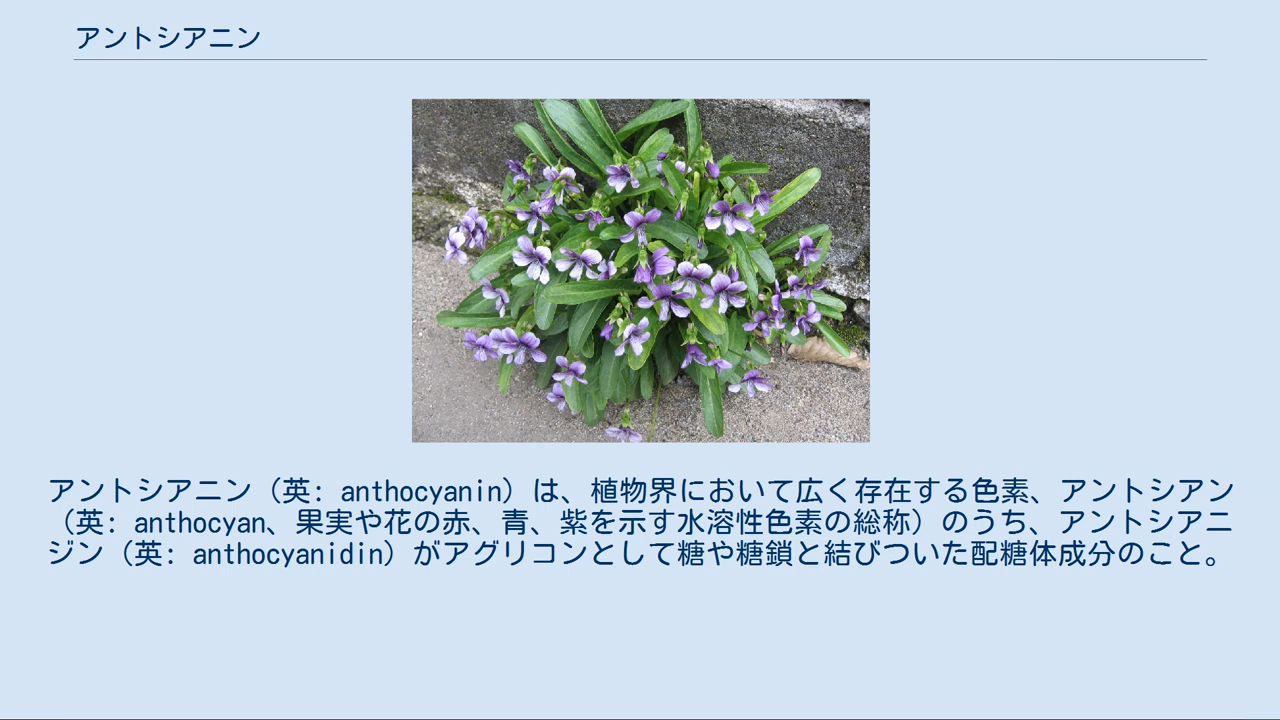 アントシアニン
アントシアニン（英: anthocyanin）は、植物界において広く存在する色素、アントシアン
（英: anthocyan、果実や花の赤、青、紫を示す水溶性色素の総称）のうち、アントシアニ
ジン（英: anthocyanidin）がアグリコンとして糖や糖鎖と結びついた配糖体成分のこと。